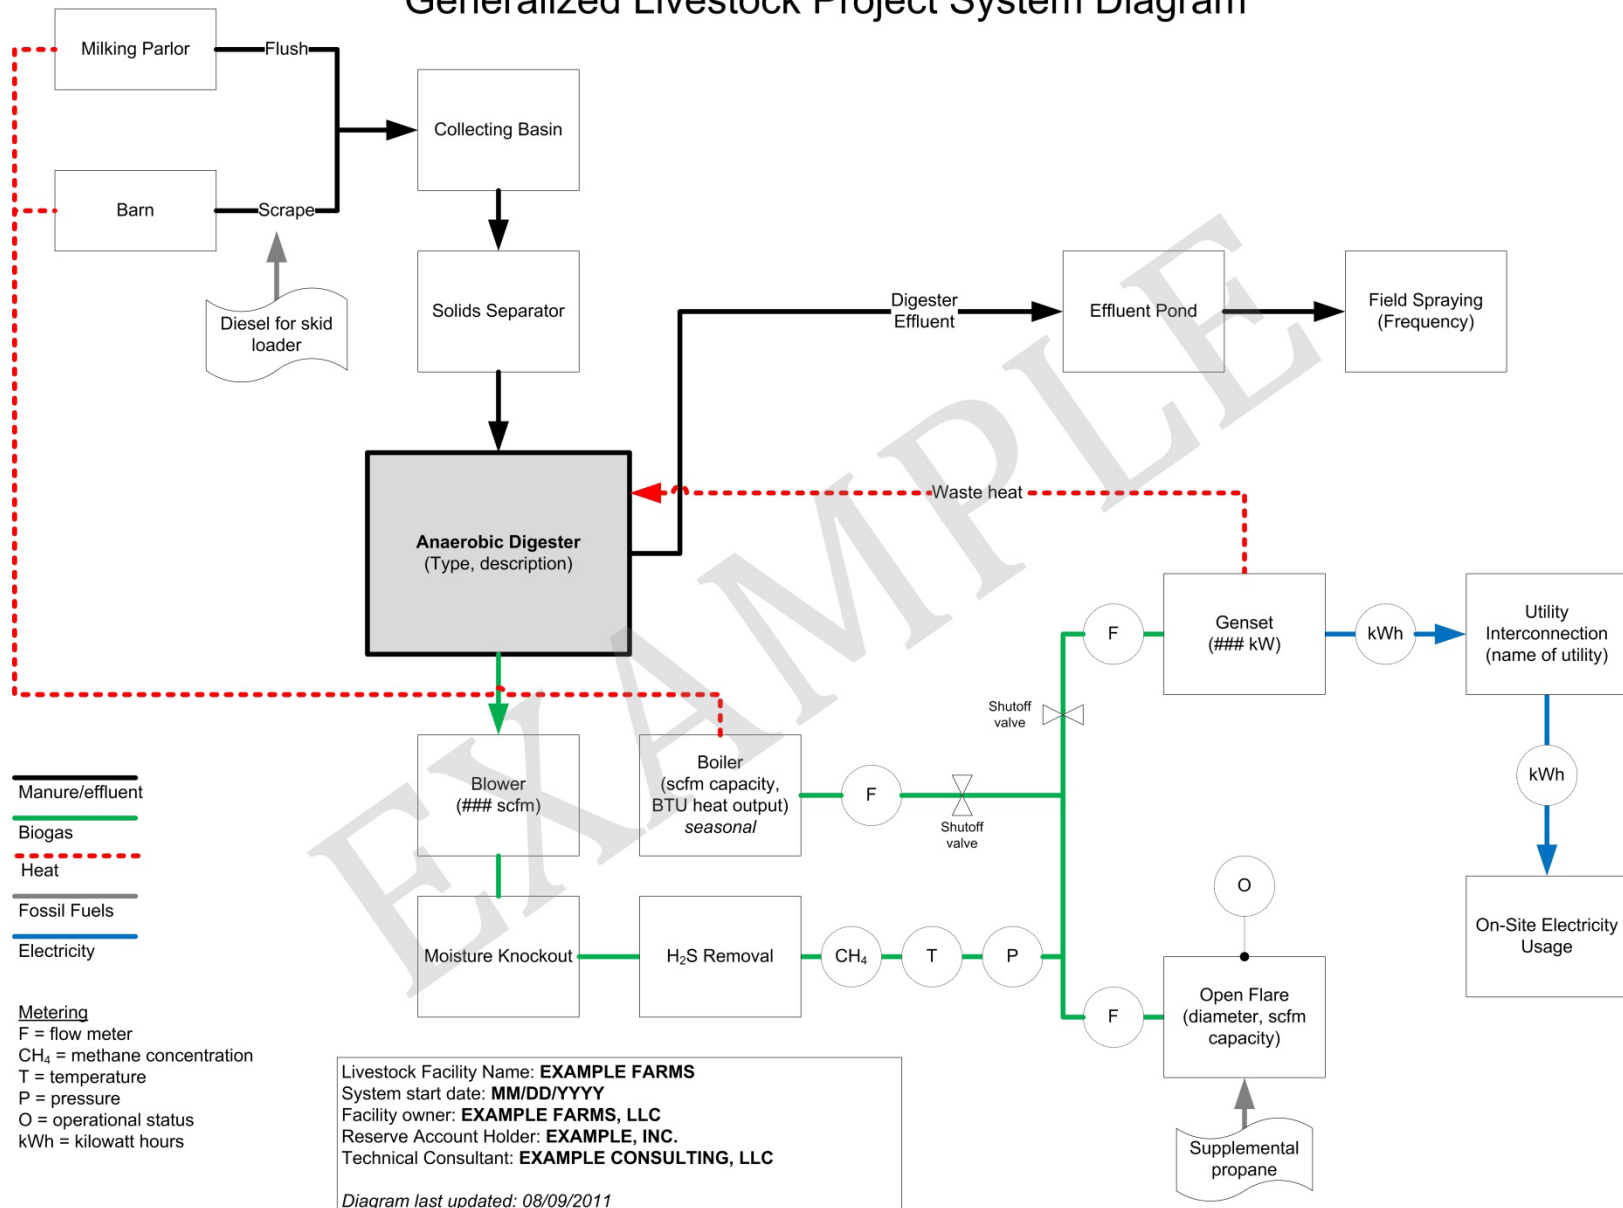 Generalized Livestock Project System Diagram
Milking Parlor
Flush
Collecting Basin
Barn
Scrape
Diesel for skid
loader
Solids Separator
Digester
Effluent
Effluent Pond
Field Spraying
(Frequency)
Waste heat
Anaerobic Digester
(Type, description)
F
Genset
(### kW)
kWh
Utility
Interconnection
(name of utility)
Shutoff
valve
Blower
(### scfm)
Boiler
(scfm capacity,
BTU heat output)
seasonal
F
Shutoff
valve
kWh
Manure/effluent
Biogas
Heat
Fossil Fuels
Electricity
O
On-Site Electricity
Usage
Moisture Knockout
H₂S Removal
CH₄
T
P
F
Open Flare
(diameter, scfm
capacity)
Supplemental
propane
Metering
F = flow meter
CH₄ = methane concentration
T = temperature
P = pressure
O = operational status
kWh = kilowatt hours
Livestock Facility Name: EXAMPLE FARMS
System start date: MM/DD/YYYY
Facility owner: EXAMPLE FARMS, LLC
Reserve Account Holder: EXAMPLE, INC.
Technical Consultant: EXAMPLE CONSULTING, LLC
Diagram last updated: 08/09/2011
EXAMPLE